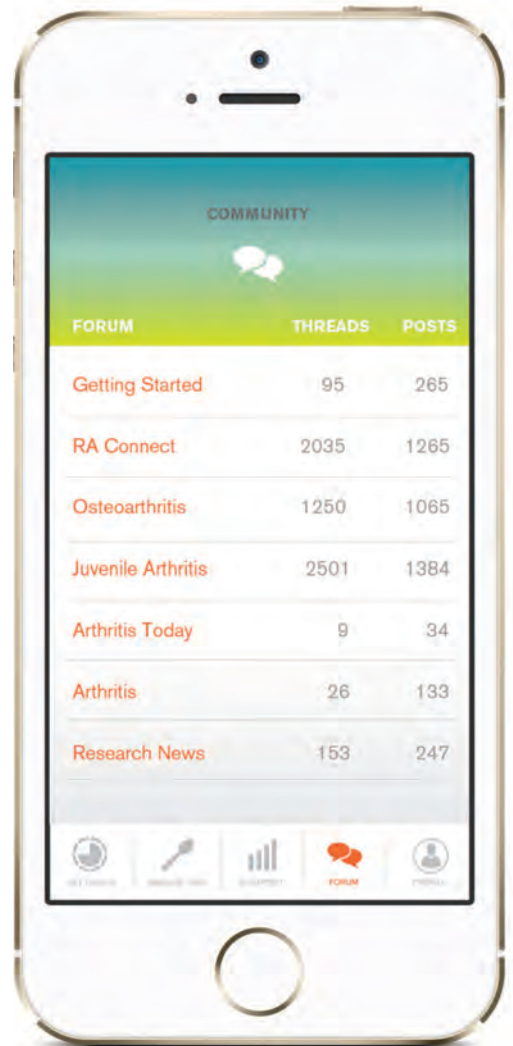 COMMUNITY
FORUM THREADS POSTS
Getting Started 95 265
RA Connect 2035 1265
Osteoarthritis 1250 1065
Juvenile Arthritis 2501 1384
Arthritis Today 9 34
Arthritis 26 133
Research News 153 247
FORUM